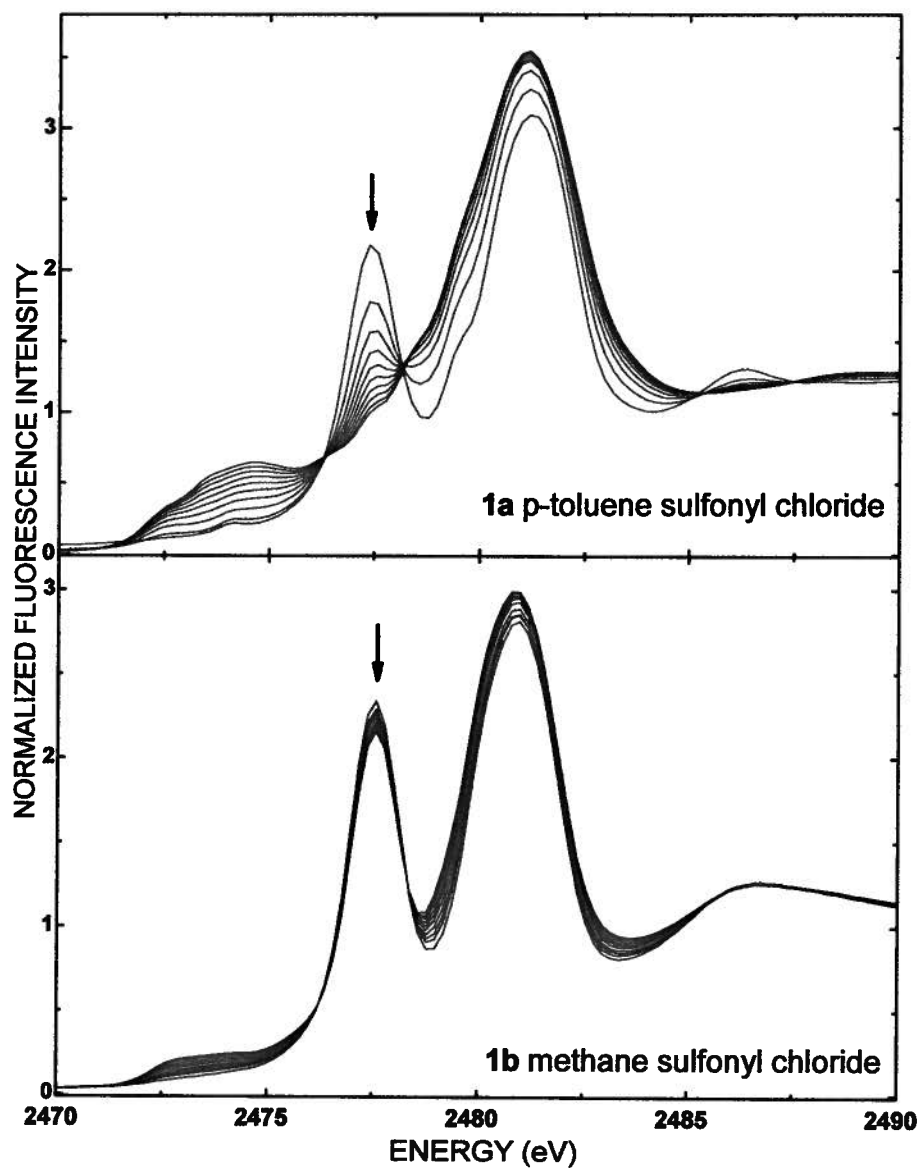 NORMALIZED FLUORESCENCE INTENSITY
3
2
1
0
1a p-toluene sulfonyl chloride
3
2
1
0
1b methane sulfonyl chloride
2470 2475 2480 2485 2490
ENERGY (eV)